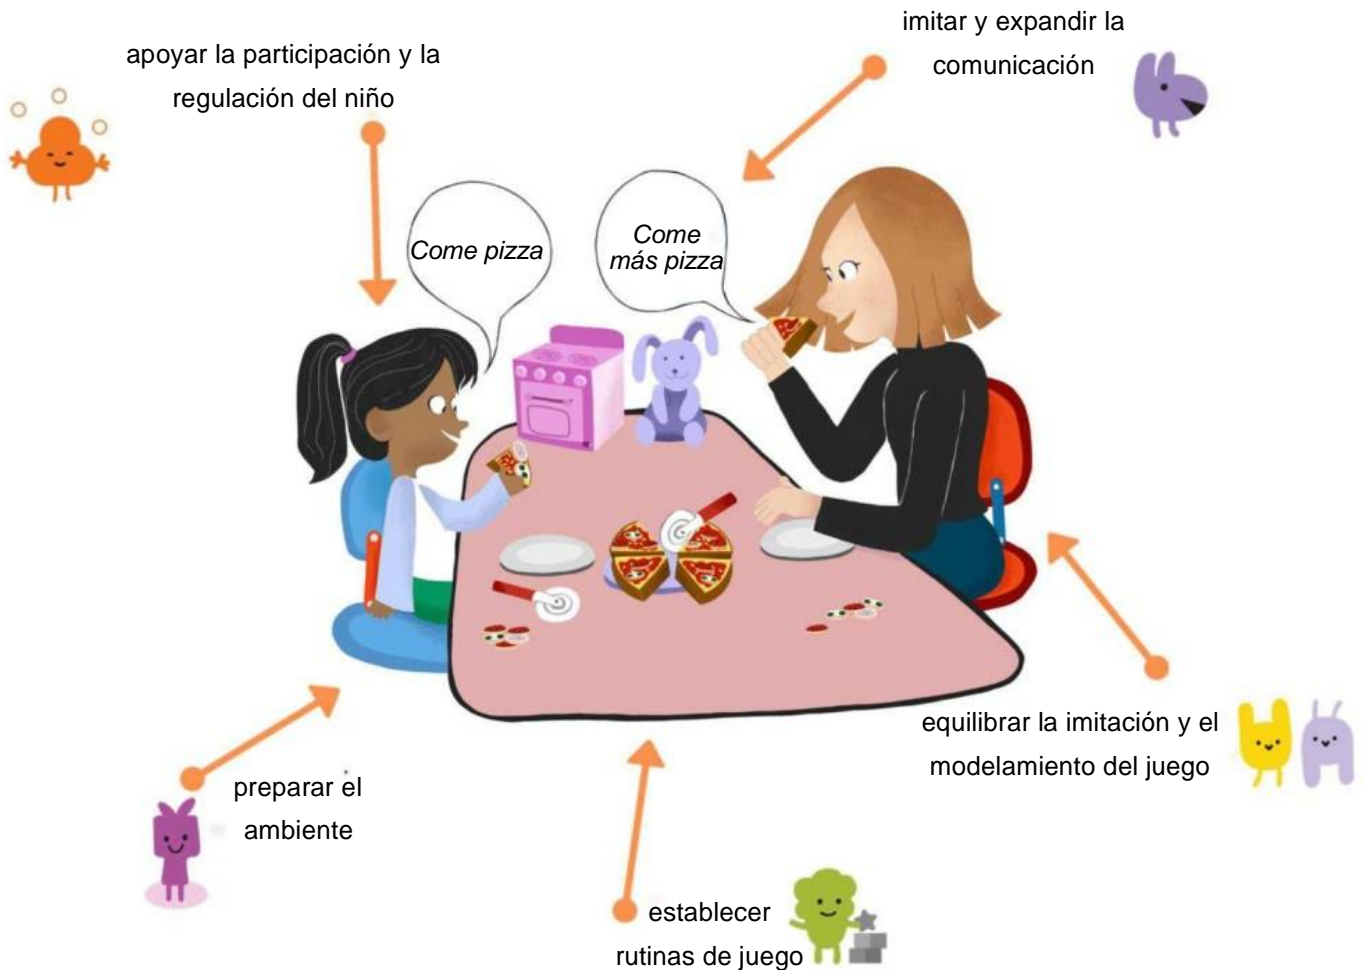 imitar y expandir la
comunicación
apoyar la participación y la
regulación del niño
Come pizza
Come
más pizza
equilibrar la imitación y el
modelamiento del juego
preparar el
ambiente
establecer
rutinas de juego